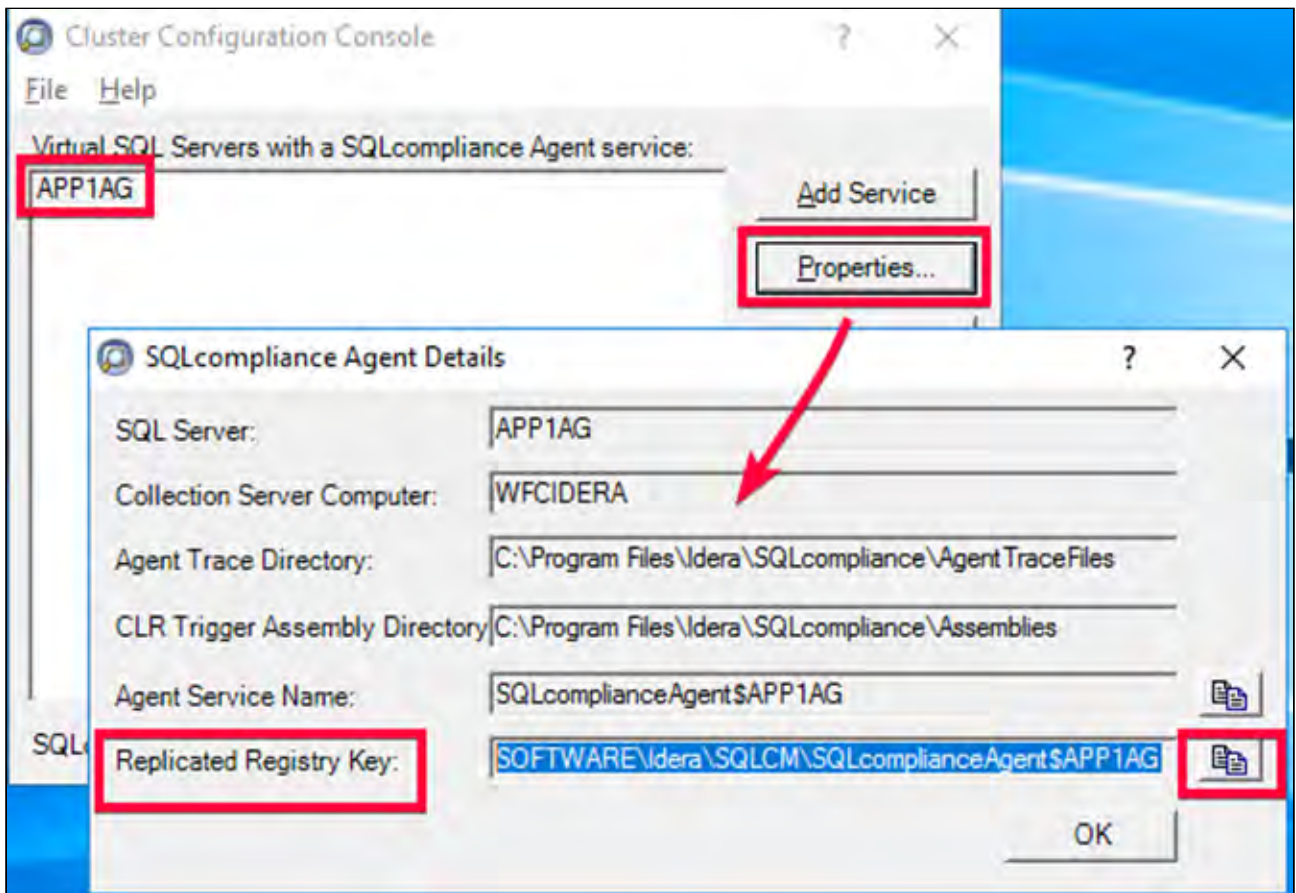 Cluster Configuration Console
File Help
Virtual SQL Servers with a SQLcompliance Agent service:
APP1AG
Add Service
Properties...
SQLcompliance Agent Details
SQL Server: APP1AG
Collection Server Computer: WFCIDERA
Agent Trace Directory: C:\Program Files\Idera\SQLcompliance\AgentTraceFiles
CLR Trigger Assembly Directory C:\Program Files\Idera\SQLcompliance\Assemblies
Agent Service Name: SQLcomplianceAgent$APP1AG
Replicated Registry Key: SOFTWARE\Idera\SQLCM\SQLcomplianceAgent$APP1AG
OK